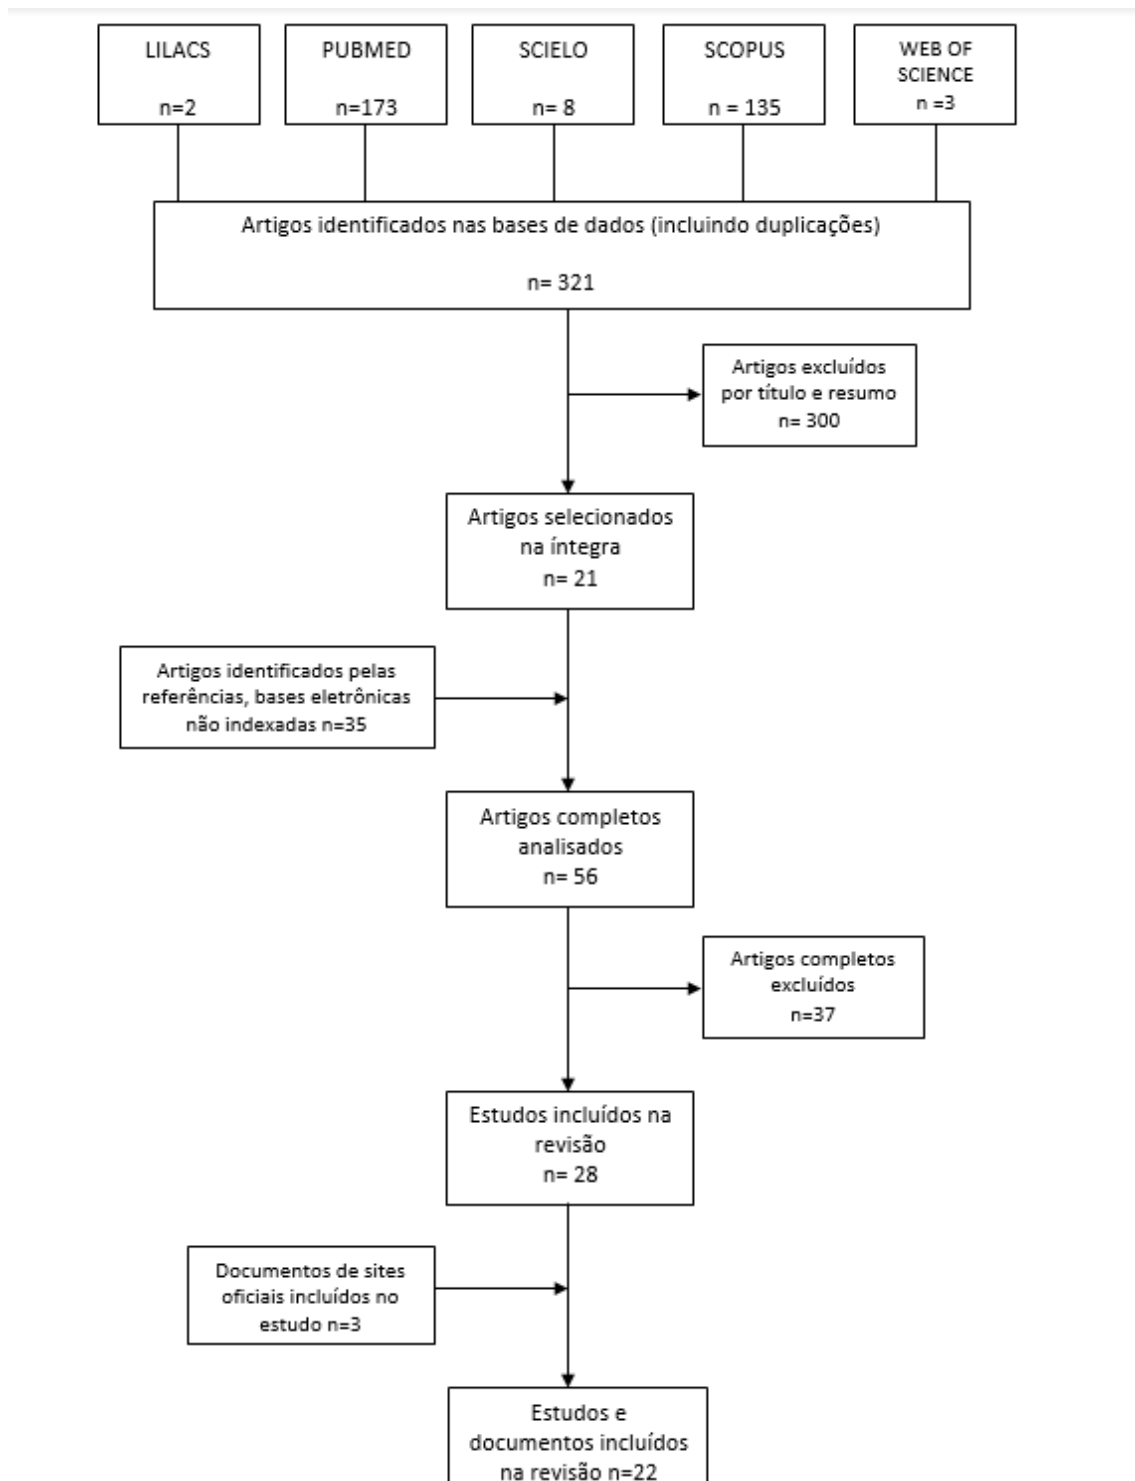 LILACS
n=2
PUBMED
n=173
SCIELO
n= 8
SCOPUS
n = 135
WEB OF
SCIENCE
n =3
Artigos identificados nas bases de dados (incluindo duplicações)
n= 321
Artigos excluídos
por título e resumo
n= 300
Artigos selecionados
na íntegra
n= 21
Artigos identificados pelas
referências, bases eletrônicas
não indexadas n=35
Artigos completos
analisados
n= 56
Artigos completos
excluídos
n=37
Estudos incluídos na
revisão
n= 28
Documentos de sites
oficiais incluídos no
estudo n=3
Estudos e
documentos incluídos
na revisão n=22